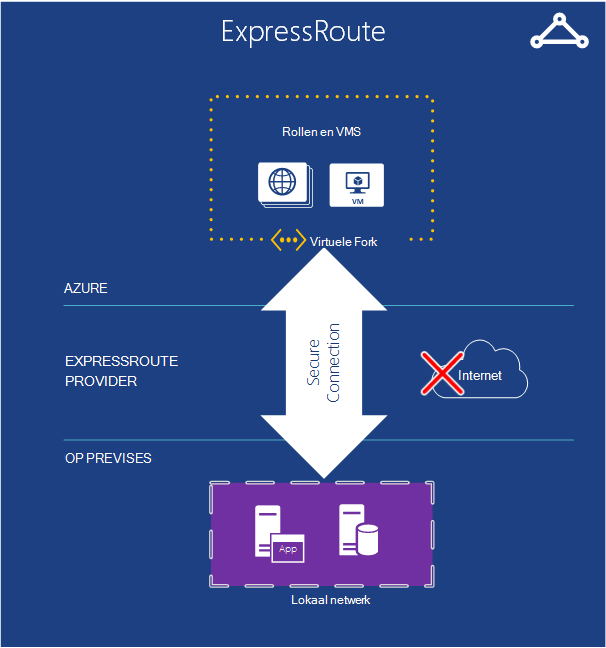 ExpressRoute
Rollen en VMS
VM
Virtuele Fork
AZURE
EXPRESSROUTE
PROVIDER
Secure
Connection
Internet
OP PREVISES
App
Lokaal netwerk